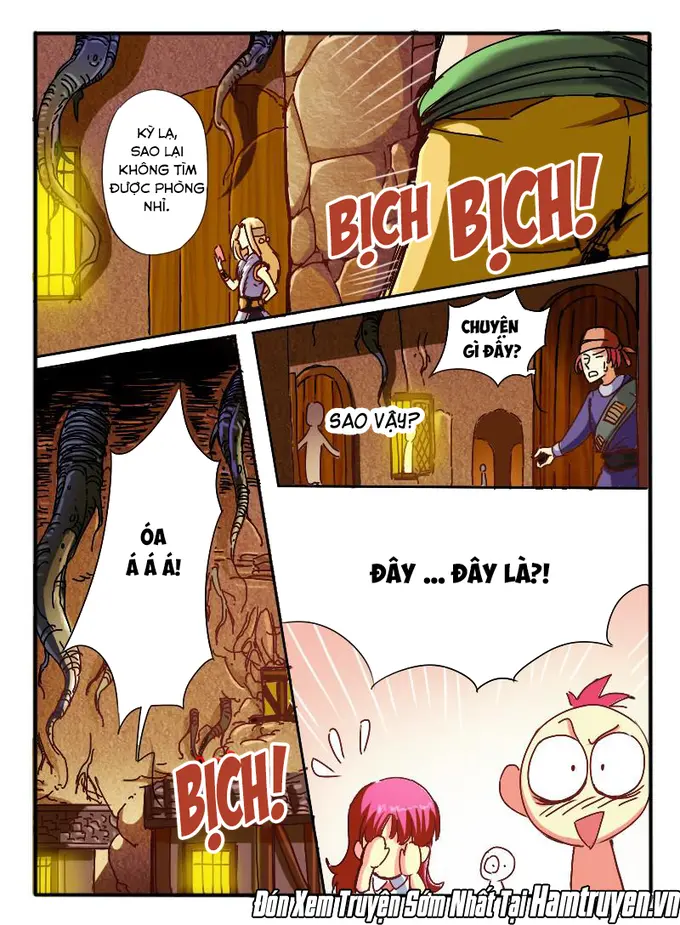 KỲ LẠ,
SAO LẠI
KHÔNG TÌM
ĐƯỢC PHÒNG
NHỈ.
BỊCH BỊCH!
CHUYỆN
GÌ ĐẤY?
SAO VẬY?
ÓA
Á Á Á!
ĐÂY ... ĐÂY LÀ?!
BỊCH!
Đón Xem Truyện Sớm Nhất Tại Hamtruyen.vn